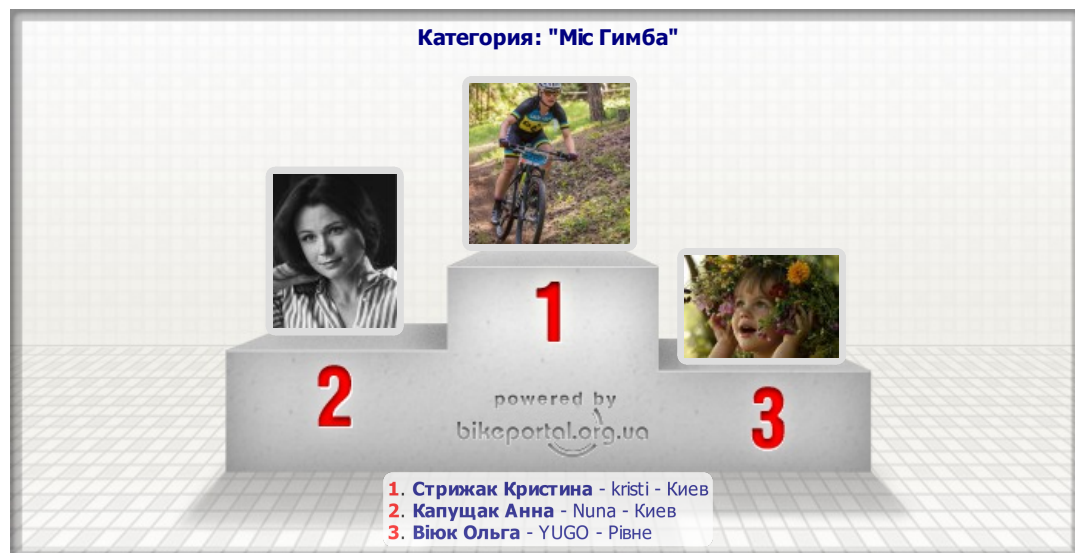 Категория: "Міс Гимба"
1
2
3
powered by
bikeportal.org.ua
1. Стрижак Кристина - kristi - Киев
2. Капущак Анна - Nuna - Киев
3. Віюк Ольга - YUGO - Рівне